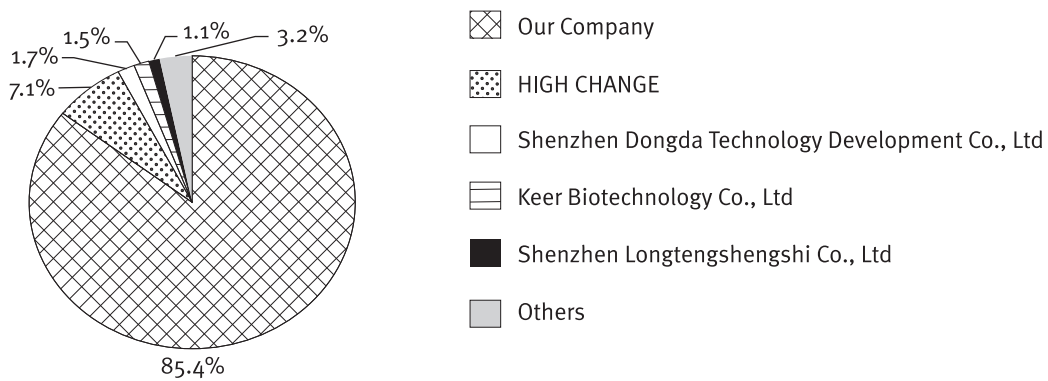 1.5%
1.1%
3.2%
1.7%
7.1%
85.4%
Our Company
HIGH CHANGE
Shenzhen Dongda Technology Development Co., Ltd
Keer Biotechnology Co., Ltd
Shenzhen Longtengshengshi Co., Ltd
Others